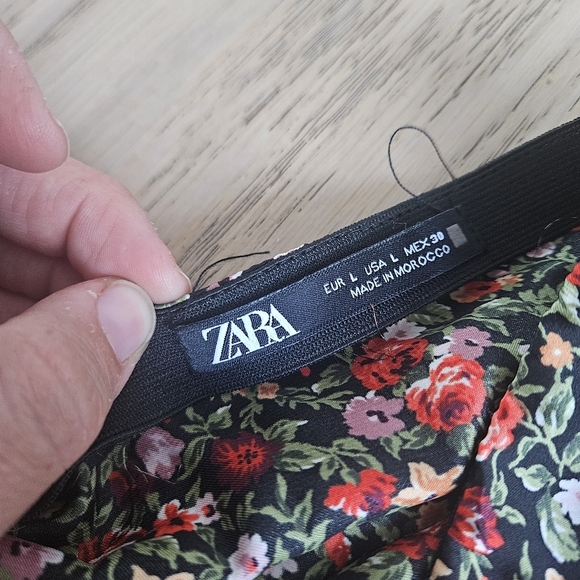 ZARA
EUR L USA L MEX 30
MADE IN MOROCCO